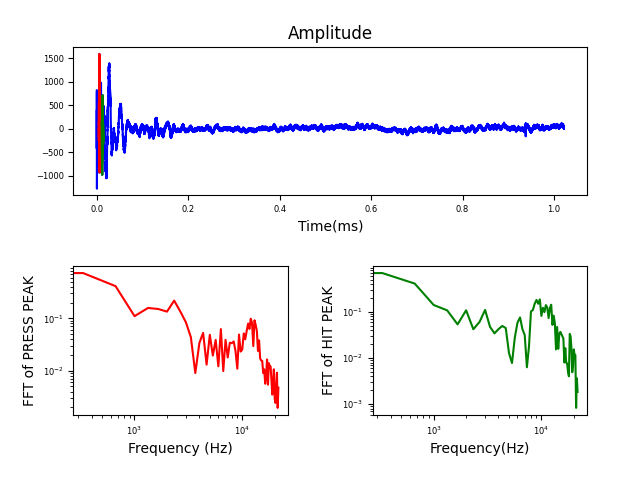 Amplitude
1500
1000
500
0
−500
−1000
0.0 0.2 0.4 0.6 0.8 1.0
Time(ms)
FFT of PRESS PEAK
10⁻¹
10⁻²
10³ 10⁴
Frequency (Hz)
FFT of HIT PEAK
10⁻¹
10⁻²
10⁻³
10³ 10⁴
Frequency(Hz)